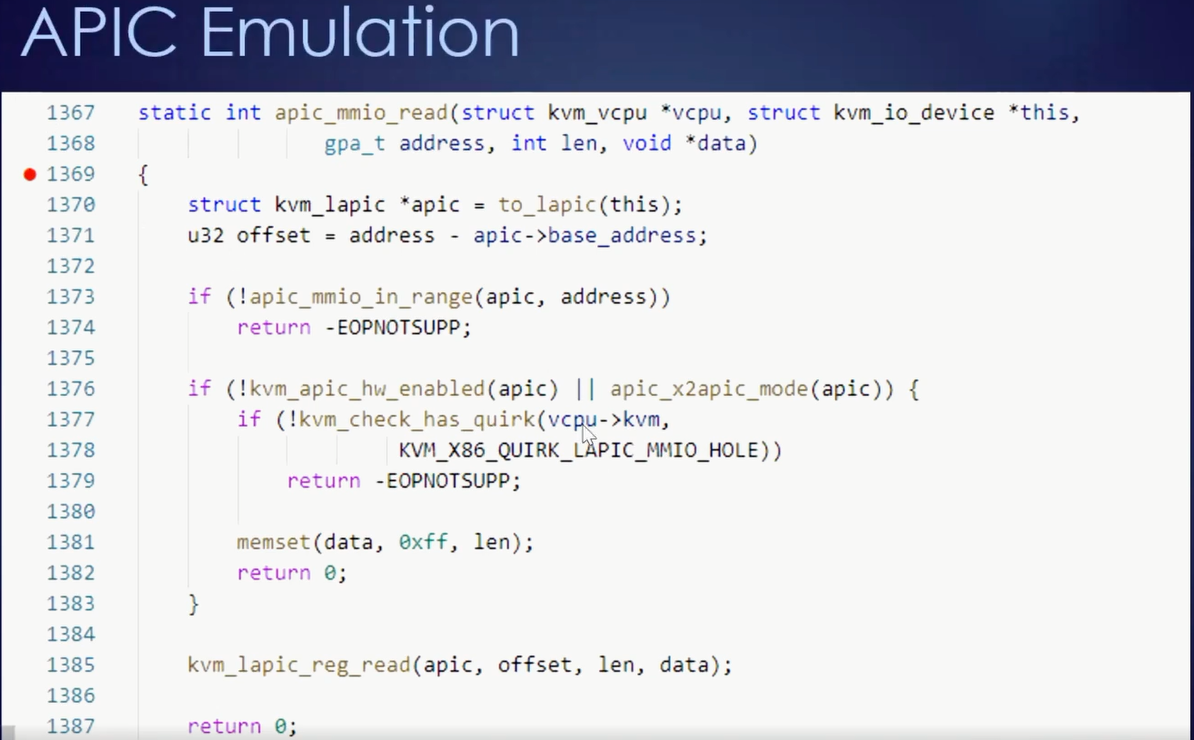 APIC Emulation
1367 static int apic_mmio_read(struct kvm_vcpu *vcpu, struct kvm_io_device *this,
1368 gpa_t address, int len, void *data)
1369 {
1370 struct kvm_lapic *apic = to_lapic(this);
1371 u32 offset = address - apic->base_address;
1372
1373 if (!apic_mmio_in_range(apic, address))
1374 return -EOPNOTSUPP;
1375
1376 if (!kvm_apic_hw_enabled(apic) || apic_x2apic_mode(apic)) {
1377 if (!kvm_check_has_quirk(vcpu->kvm,
1378 KVM_X86_QUIRK_LAPIC_MMIO_HOLE))
1379 return -EOPNOTSUPP;
1380
1381 memset(data, 0xff, len);
1382 return 0;
1383 }
1384
1385 kvm_lapic_reg_read(apic, offset, len, data);
1386
1387 return 0;